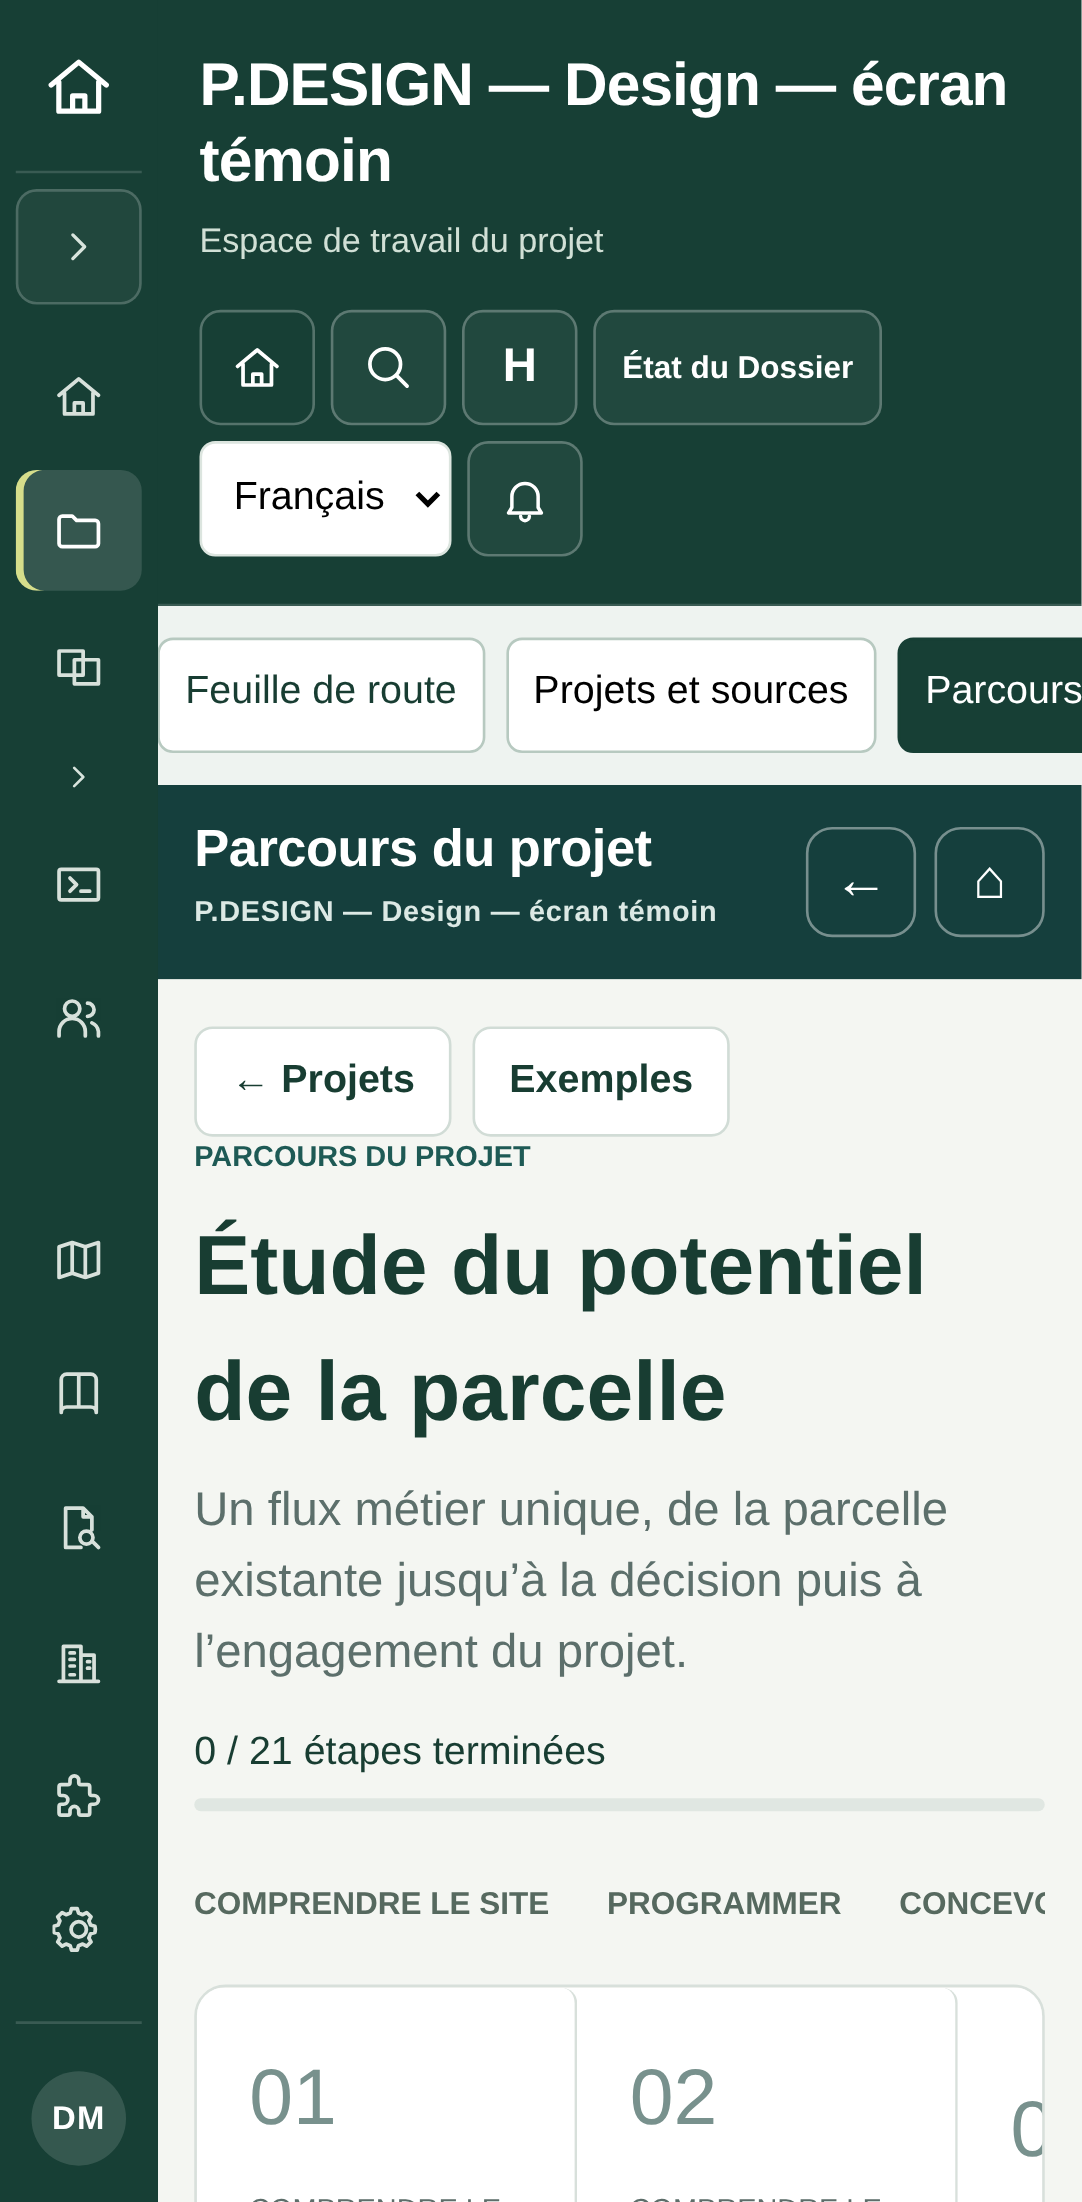 P.DESIGN — Design — écran
témoin
Espace de travail du projet
H
État du Dossier
Français
Feuille de route
Projets et sources
Parcours
Parcours du projet
P.DESIGN — Design — écran témoin
← ⌂
← Projets
Exemples
PARCOURS DU PROJET
Étude du potentiel
de la parcelle
Un flux métier unique, de la parcelle
existante jusqu’à la décision puis à
l’engagement du projet.
0 / 21 étapes terminées
COMPRENDRE LE SITE
PROGRAMMER
01
02
DM